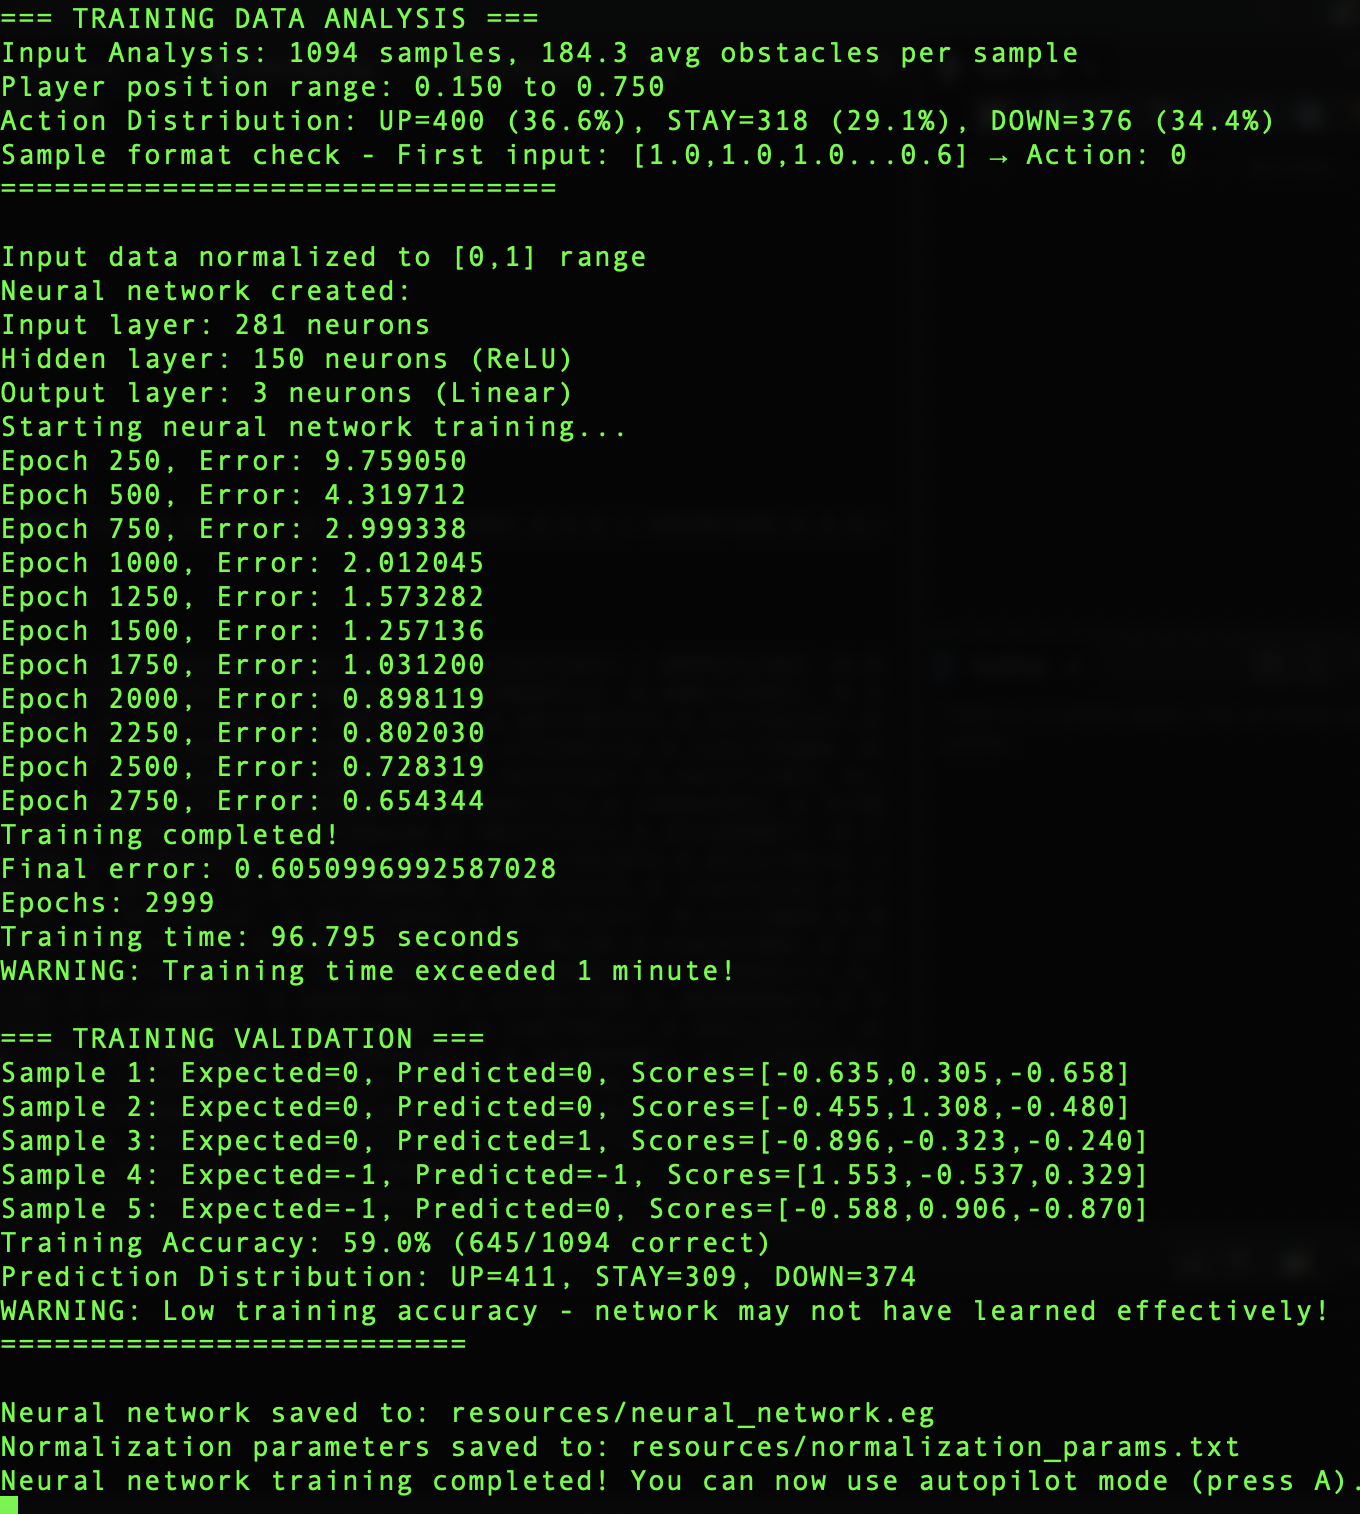 === TRAINING DATA ANALYSIS ===
Input Analysis: 1094 samples, 184.3 avg obstacles per sample
Player position range: 0.150 to 0.750
Action Distribution: UP=400 (36.6%), STAY=318 (29.1%), DOWN=376 (34.4%)
Sample format check - First input: [1.0,1.0,1.0...0.6] → Action: 0
===============================
Input data normalized to [0,1] range
Neural network created:
Input layer: 281 neurons
Hidden layer: 150 neurons (ReLU)
Output layer: 3 neurons (Linear)
Starting neural network training...
Epoch 250, Error: 9.759050
Epoch 500, Error: 4.319712
Epoch 750, Error: 2.999338
Epoch 1000, Error: 2.012045
Epoch 1250, Error: 1.573282
Epoch 1500, Error: 1.257136
Epoch 1750, Error: 1.031200
Epoch 2000, Error: 0.898119
Epoch 2250, Error: 0.802030
Epoch 2500, Error: 0.728319
Epoch 2750, Error: 0.654344
Training completed!
Final error: 0.6050996992587028
Epochs: 2999
Training time: 96.795 seconds
WARNING: Training time exceeded 1 minute!
=== TRAINING VALIDATION ===
Sample 1: Expected=0, Predicted=0, Scores=[-0.635,0.305,-0.658]
Sample 2: Expected=0, Predicted=0, Scores=[-0.455,1.308,-0.480]
Sample 3: Expected=0, Predicted=1, Scores=[-0.896,-0.323,-0.240]
Sample 4: Expected=-1, Predicted=-1, Scores=[1.553,-0.537,0.329]
Sample 5: Expected=-1, Predicted=0, Scores=[-0.588,0.906,-0.870]
Training Accuracy: 59.0% (645/1094 correct)
Prediction Distribution: UP=411, STAY=309, DOWN=374
WARNING: Low training accuracy - network may not have learned effectively!
==========================
Neural network saved to: resources/neural_network.eg
Normalization parameters saved to: resources/normalization_params.txt
Neural network training completed! You can now use autopilot mode (press A).